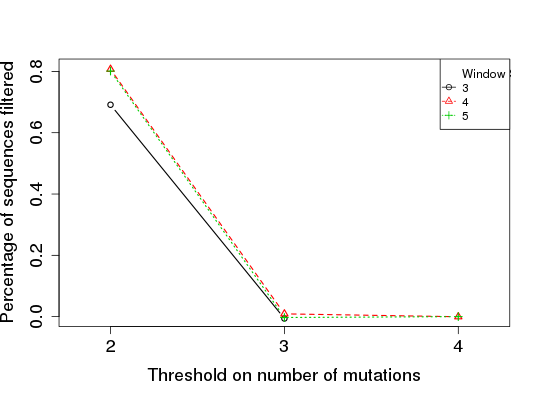 Window
3
4
5
Percentage of sequences filtered
0.8
0.6
0.4
0.2
0.0
2 3 4
Threshold on number of mutations